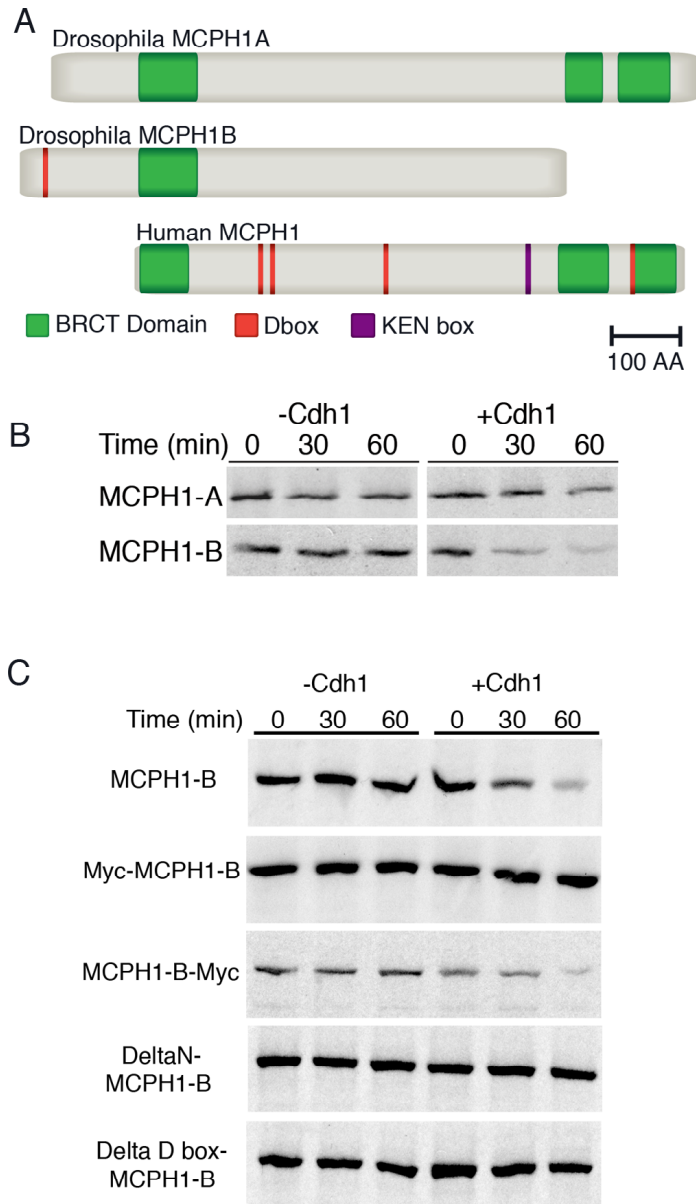 A
Drosophila MCPH1A
Drosophila MCPH1B
Human MCPH1
BRCT Domain Dbox KEN box
100 AA
B
-Cdh1 +Cdh1
Time (min) 0 30 60 0 30 60
MCPH1-A
MCPH1-B
C
-Cdh1 +Cdh1
Time (min) 0 30 60 0 30 60
MCPH1-B
Myc-MCPH1-B
MCPH1-B-Myc
DeltaN-
MCPH1-B
Delta D box-
MCPH1-B